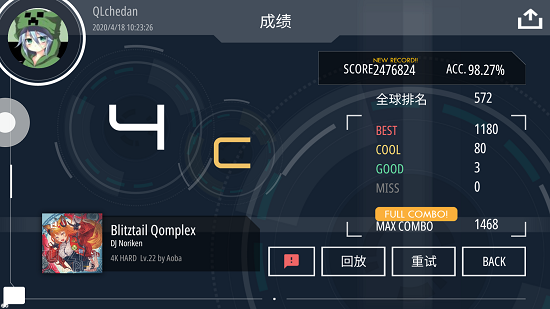 QLchedan
2020/4/18 10:23:26
成绩
NEW RECORD!!
SCORE2476824 ACC. 98.27%
全球排名 572
BEST 1180
COOL 80
GOOD 3
MISS 0
FULL COMBO!
MAX COMBO 1468
4
C
Blitztail Qomplex
DJ Noriken
4K HARD Lv.22 by Aoba
回放
重试
BACK